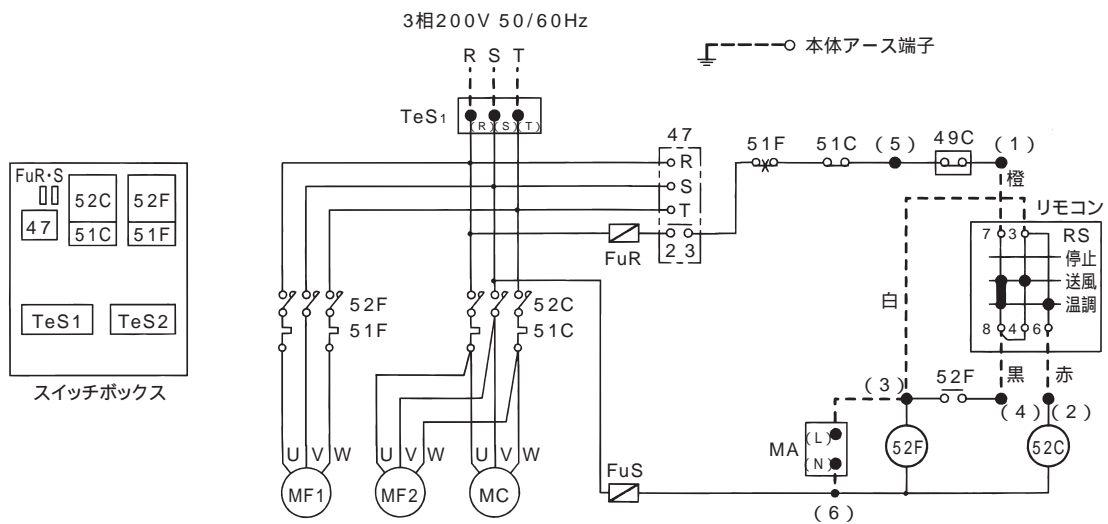 3相200V 50/60Hz
R S T
TeS1
(R) (S) (T)
本体アース端子
47
R
S
T
2 3
FuR
51F
51C
(5)
49C
(1)
橙
リモコン
7 3 RS
停止
送風
温調
8 4 6
白
黒
赤
(3)
52F
(4)
(2)
MA
(L)
(N)
52F
52C
FuS
(6)
52F
51F
52C
51C
U V W
MF1
U V W
MF2
U V W
MC
FuR・S
52C
52F
47
51C
51F
TeS1
TeS2
スイッチボックス